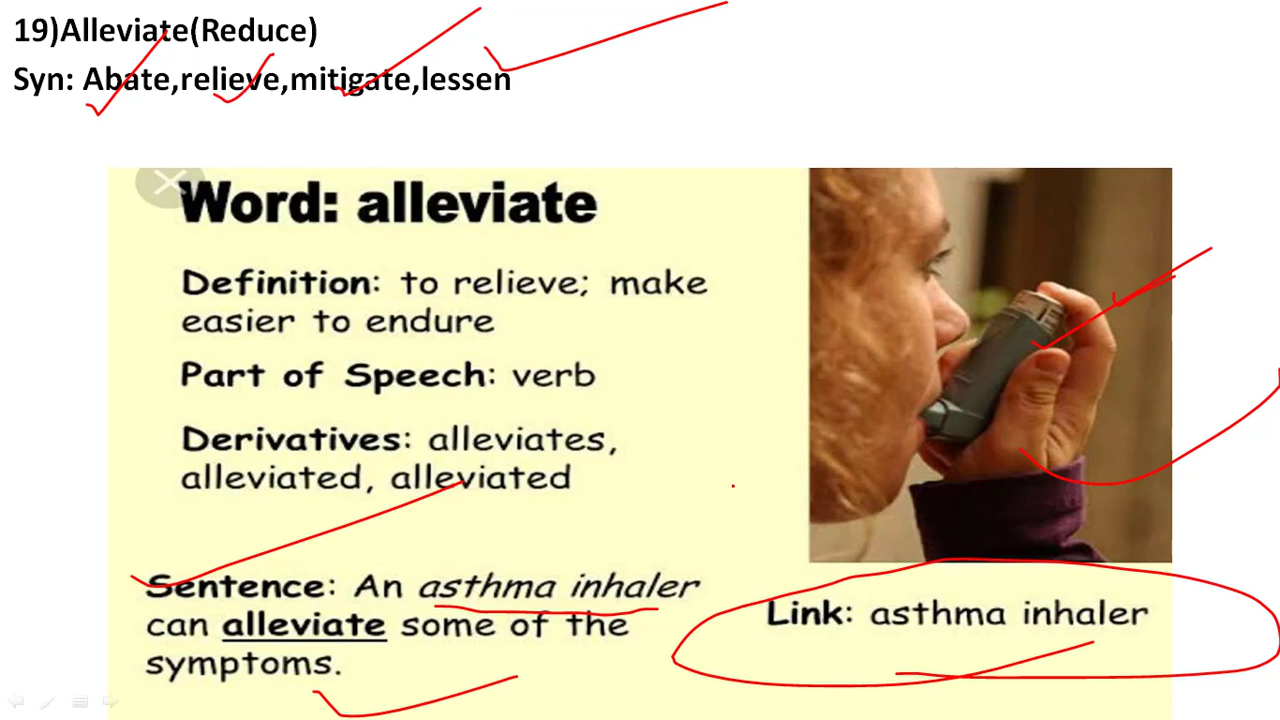 19)Alleviate(Reduce)
Syn: Abate,relieve,mitigate,lessen
Word: alleviate
Definition: to relieve; make
easier to endure
Part of Speech: verb
Derivatives: alleviates,
alleviated, alleviated
Sentence: An asthma inhaler
can alleviate some of the
symptoms.
Link: asthma inhaler